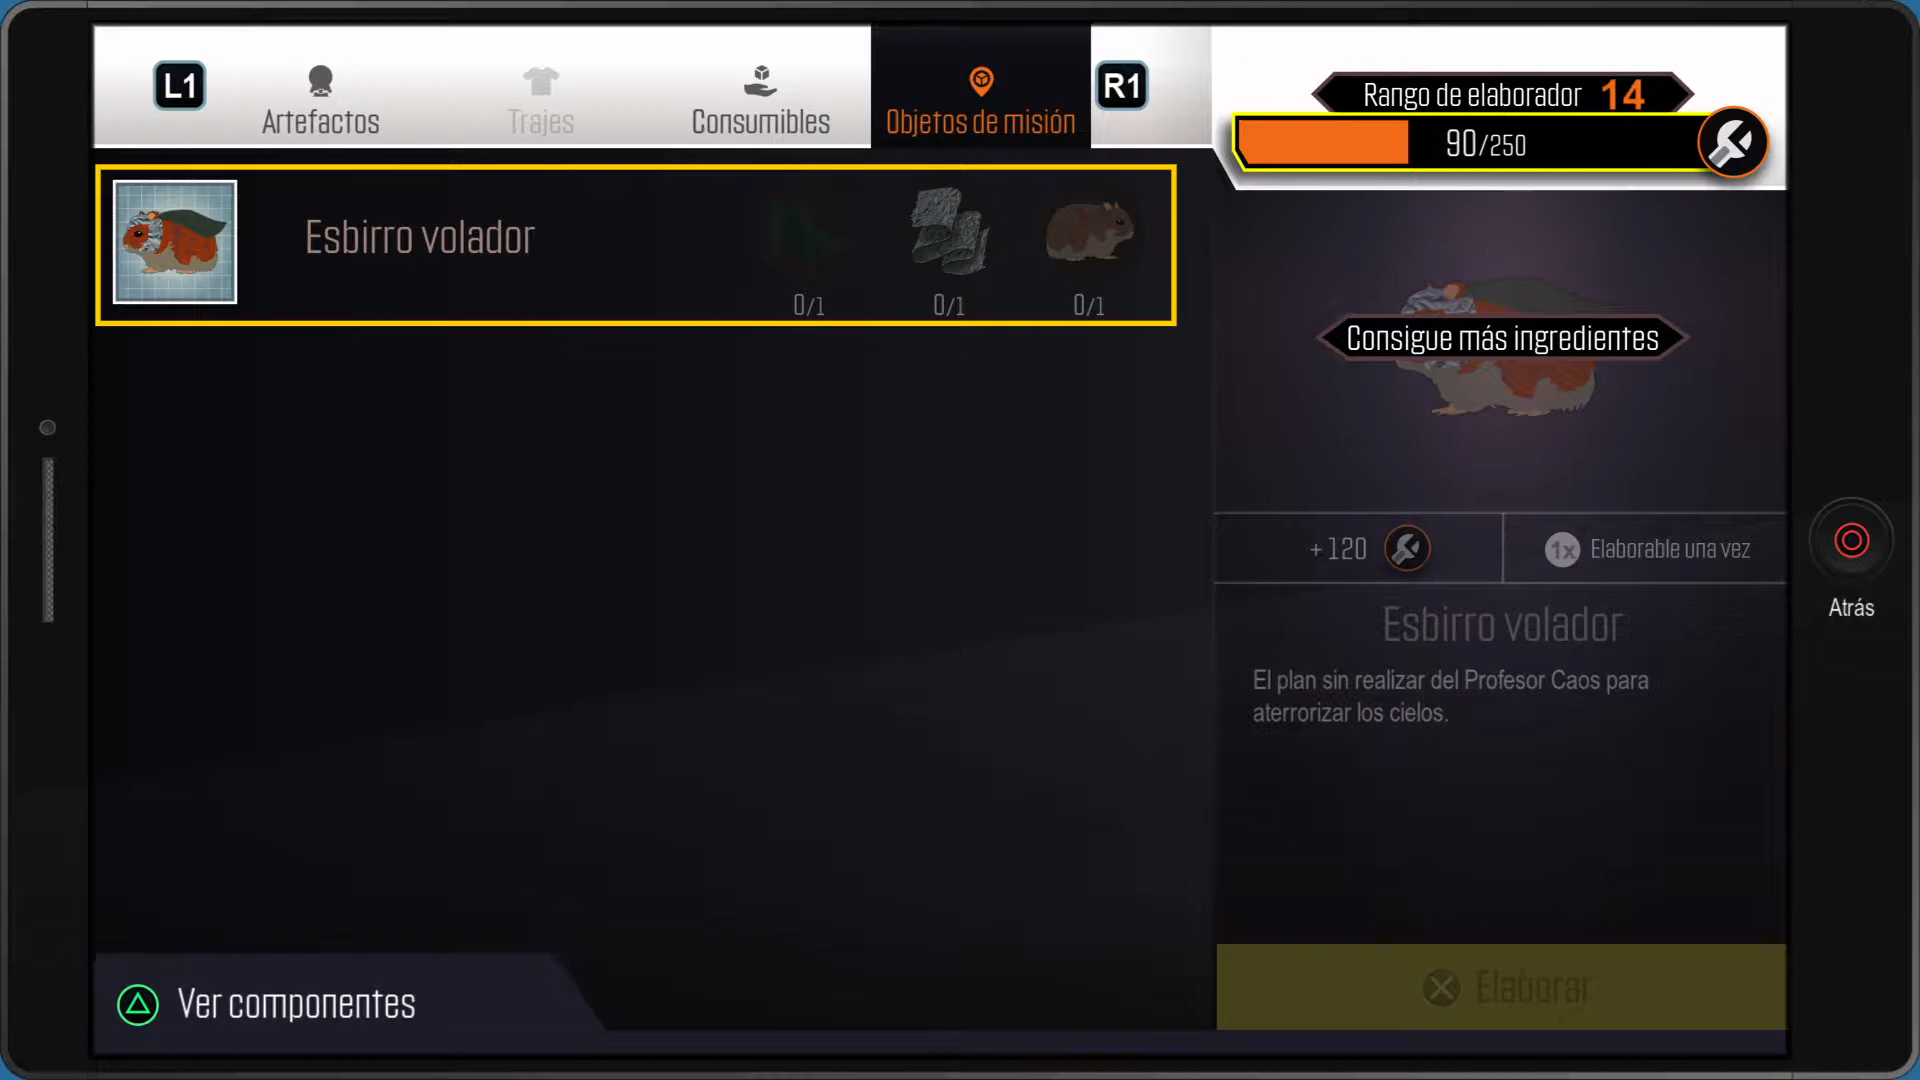 L1
Artefactos
Trajes
Consumibles
Objetos de misión
R1
Rango de elaborador 14
90/250
Esbirro volador
0/1
0/1
0/1
Consigue más ingredientes
+120
1x Elaborable una vez
Esbirro volador
El plan sin realizar del Profesor Caos para
aterrorizar los cielos.
Atrás
Ver componentes
Elaborar